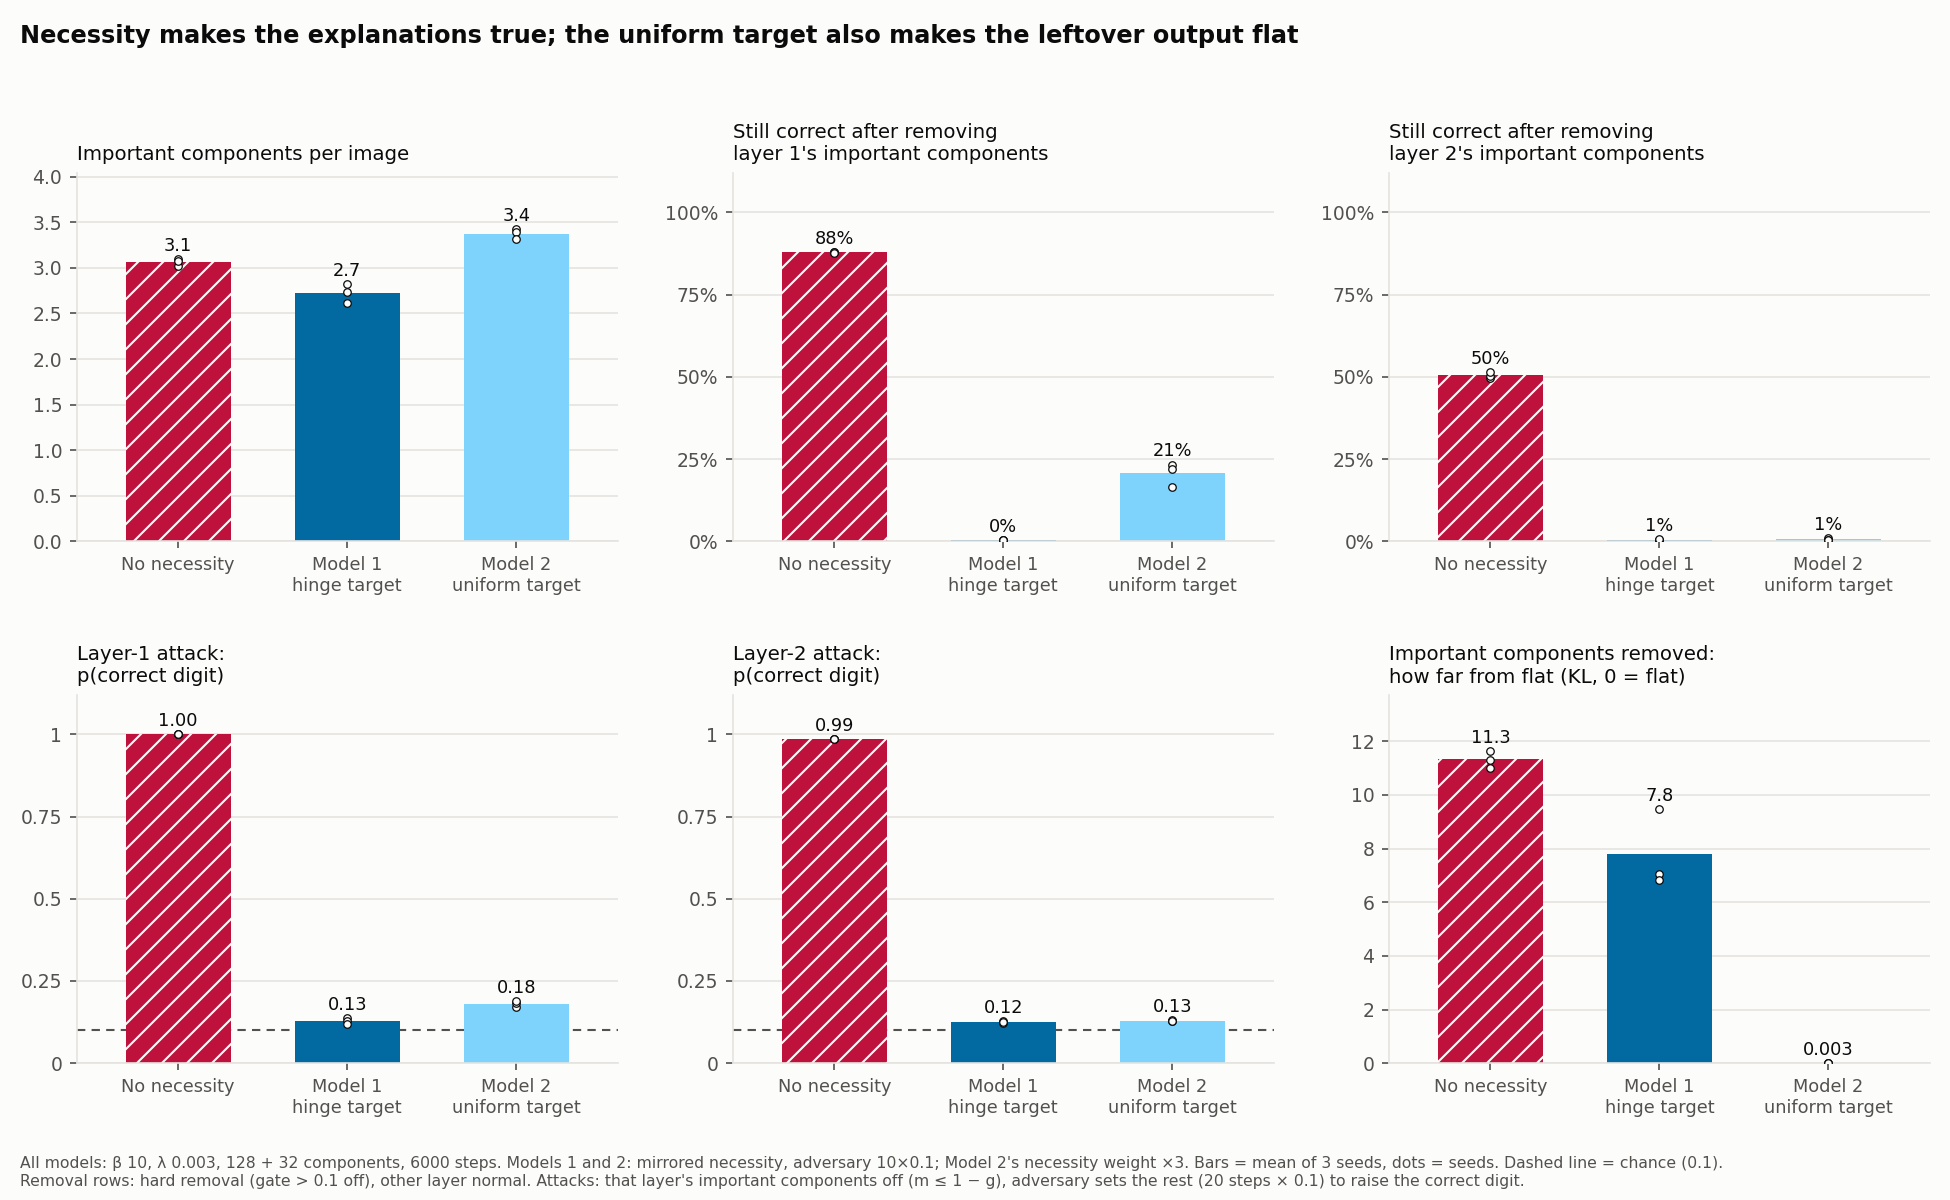 Necessity makes the explanations true; the uniform target also makes the leftover output flat
Important components per image
4.0
3.5
3.0
2.5
2.0
1.5
1.0
0.5
0.0
3.1
2.7
3.4
No necessity
Model 1
hinge target
Model 2
uniform target
Still correct after removing
layer 1's important components
100%
75%
50%
25%
0%
88%
0%
21%
No necessity
Model 1
hinge target
Model 2
uniform target
Still correct after removing
layer 2's important components
100%
75%
50%
25%
0%
50%
1%
1%
No necessity
Model 1
hinge target
Model 2
uniform target
Layer-1 attack:
p(correct digit)
1
0.75
0.5
0.25
0
1.00
0.13
0.18
No necessity
Model 1
hinge target
Model 2
uniform target
Layer-2 attack:
p(correct digit)
1
0.75
0.5
0.25
0
0.99
0.12
0.13
No necessity
Model 1
hinge target
Model 2
uniform target
Important components removed:
how far from flat (KL, 0 = flat)
12
10
8
6
4
2
0
11.3
7.8
0.003
No necessity
Model 1
hinge target
Model 2
uniform target
All models: β 10, λ 0.003, 128 + 32 components, 6000 steps. Models 1 and 2: mirrored necessity, adversary 10×0.1; Model 2's necessity weight ×3. Bars = mean of 3 seeds, dots = seeds. Dashed line = chance (0.1).
Removal rows: hard removal (gate > 0.1 off), other layer normal. Attacks: that layer's important components off (m ≤ 1 − g), adversary sets the rest (20 steps × 0.1) to raise the correct digit.